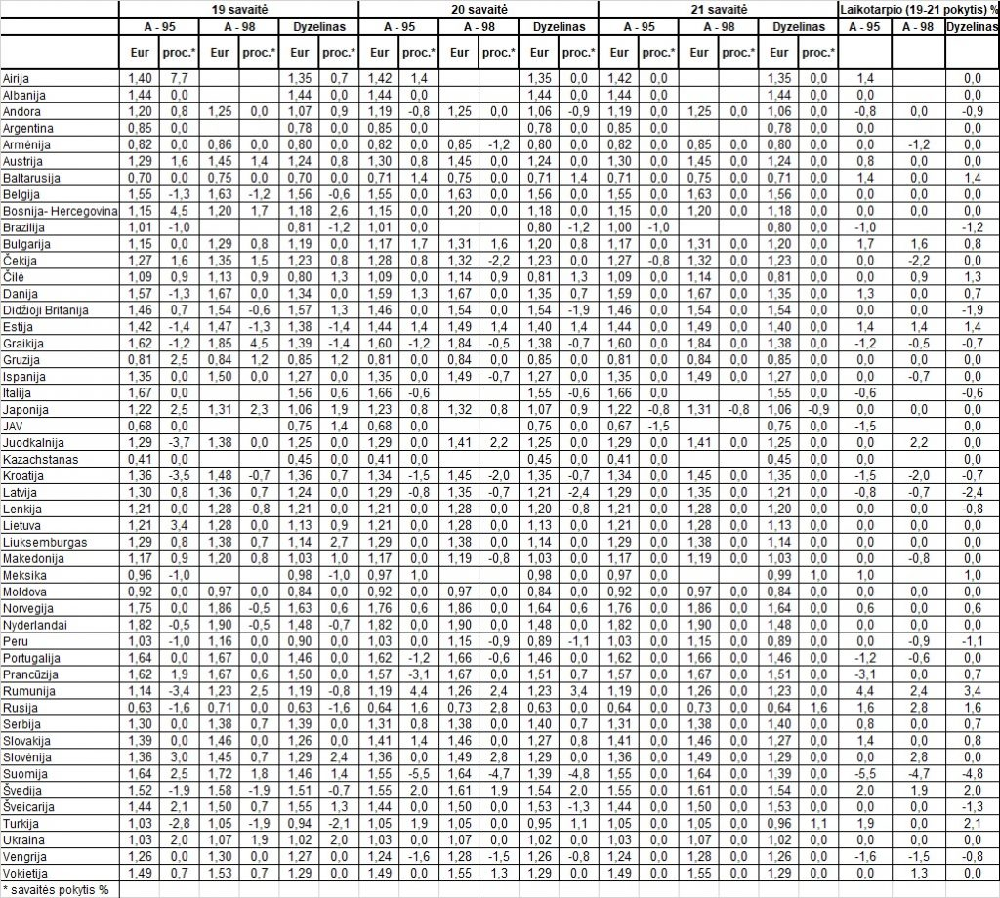 19 savaitė 20 savaitė 21 savaitė Laikotarpio (19-21 pokytis) %
A - 95 A - 98 Dyzelinas A - 95 A - 98 Dyzelinas A - 95 A - 98 Dyzelinas A - 95 A - 98 Dyzelinas
Eur proc.* Eur proc.* Eur proc.* Eur proc.* Eur proc.* Eur proc.* Eur proc.* Eur proc.* Eur proc.*
Airija 1,40 7,7 1,35 0,7 1,42 1,4 1,35 0,0 1,42 0,0 1,35 0,0 1,4 0,0
Albanija 1,44 0,0 1,44 0,0 1,44 0,0 1,44 0,0 1,44 0,0 1,44 0,0 0,0 0,0
Andora 1,20 0,8 1,25 0,0 1,07 0,9 1,19 -0,8 1,25 0,0 1,06 -0,9 1,19 0,0 1,25 0,0 1,06 0,0 -0,8 0,0 -0,9
Argentina 0,85 0,0 0,78 0,0 0,85 0,0 0,78 0,0 0,85 0,0 0,78 0,0 0,0 0,0
Armėnija 0,82 0,0 0,86 0,0 0,80 0,0 0,82 0,0 0,85 -1,2 0,80 0,0 0,82 0,0 0,85 0,0 0,80 0,0 0,0 -1,2 0,0
Austrija 1,29 1,6 1,45 1,4 1,24 0,8 1,30 0,8 1,45 0,0 1,24 0,0 1,30 0,0 1,45 0,0 1,24 0,0 0,8 0,0 0,0
Baltarusija 0,70 0,0 0,75 0,0 0,70 0,0 0,71 1,4 0,75 0,0 0,71 1,4 0,71 0,0 0,75 0,0 0,71 0,0 1,4 0,0 1,4
Belgija 1,55 -1,3 1,63 -1,2 1,56 -0,6 1,55 0,0 1,63 0,0 1,56 0,0 1,55 0,0 1,63 0,0 1,56 0,0 0,0 0,0 0,0
Bosnija- Hercegovina 1,15 4,5 1,20 1,7 1,18 2,6 1,15 0,0 1,20 0,0 1,18 0,0 1,15 0,0 1,20 0,0 1,18 0,0 0,0 0,0 0,0
Brazilija 1,01 -1,0 0,81 -1,2 1,01 0,0 0,80 -1,2 1,00 -1,0 0,80 0,0 -1,0 -1,2
Bulgarija 1,15 0,0 1,29 0,8 1,19 0,0 1,17 1,7 1,31 1,6 1,20 0,8 1,17 0,0 1,31 0,0 1,20 0,0 1,7 1,6 0,8
Čekija 1,27 1,6 1,35 1,5 1,23 0,8 1,28 0,8 1,32 -2,2 1,23 0,0 1,27 -0,8 1,32 0,0 1,23 0,0 0,0 -2,2 0,0
Čilė 1,09 0,9 1,13 0,9 0,80 1,3 1,09 0,0 1,14 0,9 0,81 1,3 1,09 0,0 1,14 0,0 0,81 0,0 0,0 0,9 1,3
Danija 1,57 -1,3 1,67 0,0 1,34 0,0 1,59 1,3 1,67 0,0 1,35 0,7 1,59 0,0 1,67 0,0 1,35 0,0 1,3 0,0 0,7
Didžioji Britanija 1,46 0,7 1,54 -0,6 1,57 1,3 1,46 0,0 1,54 0,0 1,54 -1,9 1,46 0,0 1,54 0,0 1,54 0,0 0,0 0,0 -1,9
Estija 1,42 -1,4 1,47 -1,3 1,38 -1,4 1,44 1,4 1,49 1,4 1,40 1,4 1,44 0,0 1,49 0,0 1,40 0,0 1,4 1,4 1,4
Graikija 1,62 -1,2 1,85 4,5 1,39 -1,4 1,60 -1,2 1,84 -0,5 1,38 -0,7 1,60 0,0 1,84 0,0 1,38 0,0 -1,2 -0,5 -0,7
Gruzija 0,81 2,5 0,84 1,2 0,85 1,2 0,81 0,0 0,84 0,0 0,85 0,0 0,81 0,0 0,84 0,0 0,85 0,0 0,0 0,0 0,0
Ispanija 1,35 0,0 1,50 0,0 1,27 0,0 1,35 0,0 1,49 -0,7 1,27 0,0 1,35 0,0 1,49 0,0 1,27 0,0 0,0 -0,7 0,0
Italija 1,67 0,0 1,56 0,6 1,66 -0,6 1,55 -0,6 1,66 0,0 1,55 0,0 -0,6 -0,6
Japonija 1,22 2,5 1,31 2,3 1,06 1,9 1,23 0,8 1,32 0,8 1,07 0,9 1,22 -0,8 1,31 -0,8 1,06 -0,9 0,0 0,0 0,0
JAV 0,68 0,0 0,75 1,4 0,68 0,0 0,75 0,0 0,67 -1,5 0,75 0,0 -1,5 0,0
Juodkalnija 1,29 -3,7 1,38 0,0 1,25 0,0 1,29 0,0 1,41 2,2 1,25 0,0 1,29 0,0 1,41 0,0 1,25 0,0 0,0 2,2 0,0
Kazachstanas 0,41 0,0 0,45 0,0 0,41 0,0 0,45 0,0 0,41 0,0 0,45 0,0 0,0 0,0
Kroatija 1,36 -3,5 1,48 -0,7 1,36 0,7 1,34 -1,5 1,45 -2,0 1,35 -0,7 1,34 0,0 1,45 0,0 1,35 0,0 -1,5 -2,0 -0,7
Latvija 1,30 0,8 1,36 0,7 1,24 0,0 1,29 -0,8 1,35 -0,7 1,21 -2,4 1,29 0,0 1,35 0,0 1,21 0,0 -0,8 -0,7 -2,4
Lenkija 1,21 0,0 1,28 -0,8 1,21 0,0 1,21 0,0 1,28 0,0 1,20 -0,8 1,21 0,0 1,28 0,0 1,20 0,0 0,0 0,0 -0,8
Lietuva 1,21 3,4 1,28 0,0 1,13 0,9 1,21 0,0 1,28 0,0 1,13 0,0 1,21 0,0 1,28 0,0 1,13 0,0 0,0 0,0 0,0
Liuksemburgas 1,29 0,8 1,38 0,7 1,14 2,7 1,29 0,0 1,38 0,0 1,14 0,0 1,29 0,0 1,38 0,0 1,14 0,0 0,0 0,0 0,0
Makedonija 1,17 0,9 1,20 0,8 1,03 1,0 1,17 0,0 1,19 -0,8 1,03 0,0 1,17 0,0 1,19 0,0 1,03 0,0 0,0 -0,8 0,0
Meksika 0,96 -1,0 0,98 -1,0 0,97 1,0 0,98 0,0 0,97 0,0 0,99 1,0 1,0 1,0
Moldova 0,92 0,0 0,97 0,0 0,84 0,0 0,92 0,0 0,97 0,0 0,84 0,0 0,92 0,0 0,97 0,0 0,84 0,0 0,0 0,0 0,0
Norvegija 1,75 0,0 1,86 -0,5 1,63 0,6 1,76 0,6 1,86 0,0 1,64 0,6 1,76 0,0 1,86 0,0 1,64 0,0 0,6 0,0 0,6
Nyderlandai 1,82 -0,5 1,90 -0,5 1,48 -0,7 1,82 0,0 1,90 0,0 1,48 0,0 1,82 0,0 1,90 0,0 1,48 0,0 0,0 0,0 0,0
Peru 1,03 -1,0 1,16 0,0 0,90 0,0 1,03 0,0 1,15 -0,9 0,89 -1,1 1,03 0,0 1,15 0,0 0,89 0,0 0,0 -0,9 -1,1
Portugalija 1,64 0,0 1,67 0,0 1,46 0,0 1,62 -1,2 1,66 -0,6 1,46 0,0 1,62 0,0 1,66 0,0 1,46 0,0 -1,2 -0,6 0,0
Prancūzija 1,62 1,9 1,67 0,6 1,50 0,0 1,57 -3,1 1,67 0,0 1,51 0,7 1,57 0,0 1,67 0,0 1,51 0,0 -3,1 0,0 0,7
Rumunija 1,14 -3,4 1,23 2,5 1,19 -0,8 1,19 4,4 1,26 2,4 1,23 3,4 1,19 0,0 1,26 0,0 1,23 0,0 4,4 2,4 3,4
Rusija 0,63 -1,6 0,71 0,0 0,63 -1,6 0,64 1,6 0,73 2,8 0,63 0,0 0,64 0,0 0,73 0,0 0,64 1,6 1,6 2,8 1,6
Serbija 1,30 0,0 1,38 0,7 1,39 0,0 1,31 0,8 1,38 0,0 1,40 0,7 1,31 0,0 1,38 0,0 1,40 0,0 0,8 0,0 0,7
Slovakija 1,39 0,0 1,46 0,0 1,26 0,0 1,41 1,4 1,46 0,0 1,27 0,8 1,41 0,0 1,46 0,0 1,27 0,0 1,4 0,0 0,8
Slovėnija 1,36 3,0 1,45 0,7 1,29 2,4 1,36 0,0 1,49 2,8 1,29 0,0 1,36 0,0 1,49 0,0 1,29 0,0 0,0 2,8 0,0
Suomija 1,64 2,5 1,72 1,8 1,46 1,4 1,55 -5,5 1,64 -4,7 1,39 -4,8 1,55 0,0 1,64 0,0 1,39 0,0 -5,5 -4,7 -4,8
Švedija 1,52 -1,9 1,58 -1,9 1,51 -0,7 1,55 2,0 1,61 1,9 1,54 2,0 1,55 0,0 1,61 0,0 1,54 0,0 2,0 1,9 2,0
Šveicarija 1,44 2,1 1,50 0,7 1,55 1,3 1,44 0,0 1,50 0,0 1,53 -1,3 1,44 0,0 1,50 0,0 1,53 0,0 0,0 0,0 -1,3
Turkija 1,03 -2,8 1,05 -1,9 0,94 -2,1 1,05 1,9 1,05 0,0 0,95 1,1 1,05 0,0 1,05 0,0 0,96 1,1 1,9 0,0 2,1
Ukraina 1,03 2,0 1,07 1,9 1,02 2,0 1,03 0,0 1,07 0,0 1,02 0,0 1,03 0,0 1,07 0,0 1,02 0,0 0,0 0,0 0,0
Vengrija 1,26 0,0 1,30 0,0 1,27 0,0 1,24 -1,6 1,28 -1,5 1,26 -0,8 1,24 0,0 1,28 0,0 1,26 0,0 -1,6 -1,5 -0,8
Vokietija 1,49 0,7 1,53 0,7 1,29 0,0 1,49 0,0 1,55 1,3 1,29 0,0 1,49 0,0 1,55 0,0 1,29 0,0 0,0 1,3 0,0
* savaitės pokytis %